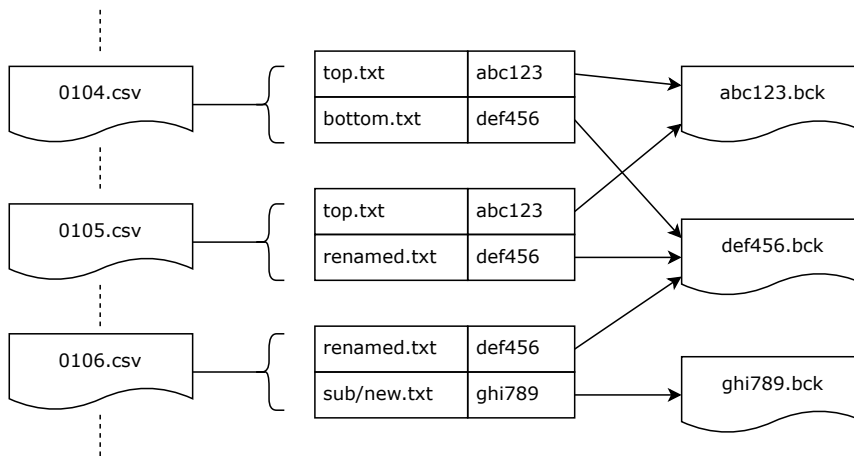 0104.csv
top.txt abc123
bottom.txt def456
abc123.bck
0105.csv
top.txt abc123
renamed.txt def456
def456.bck
0106.csv
renamed.txt def456
sub/new.txt ghi789
ghi789.bck